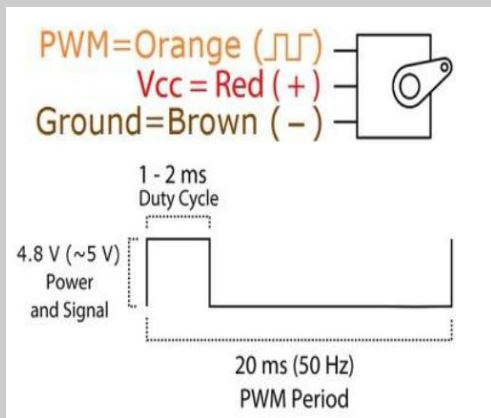 PWM=Orange (⎍⎍)
Vcc = Red ( + )
Ground=Brown ( – )
1 - 2 ms
Duty Cycle
4.8 V (~5 V)
Power
and Signal
20 ms (50 Hz)
PWM Period